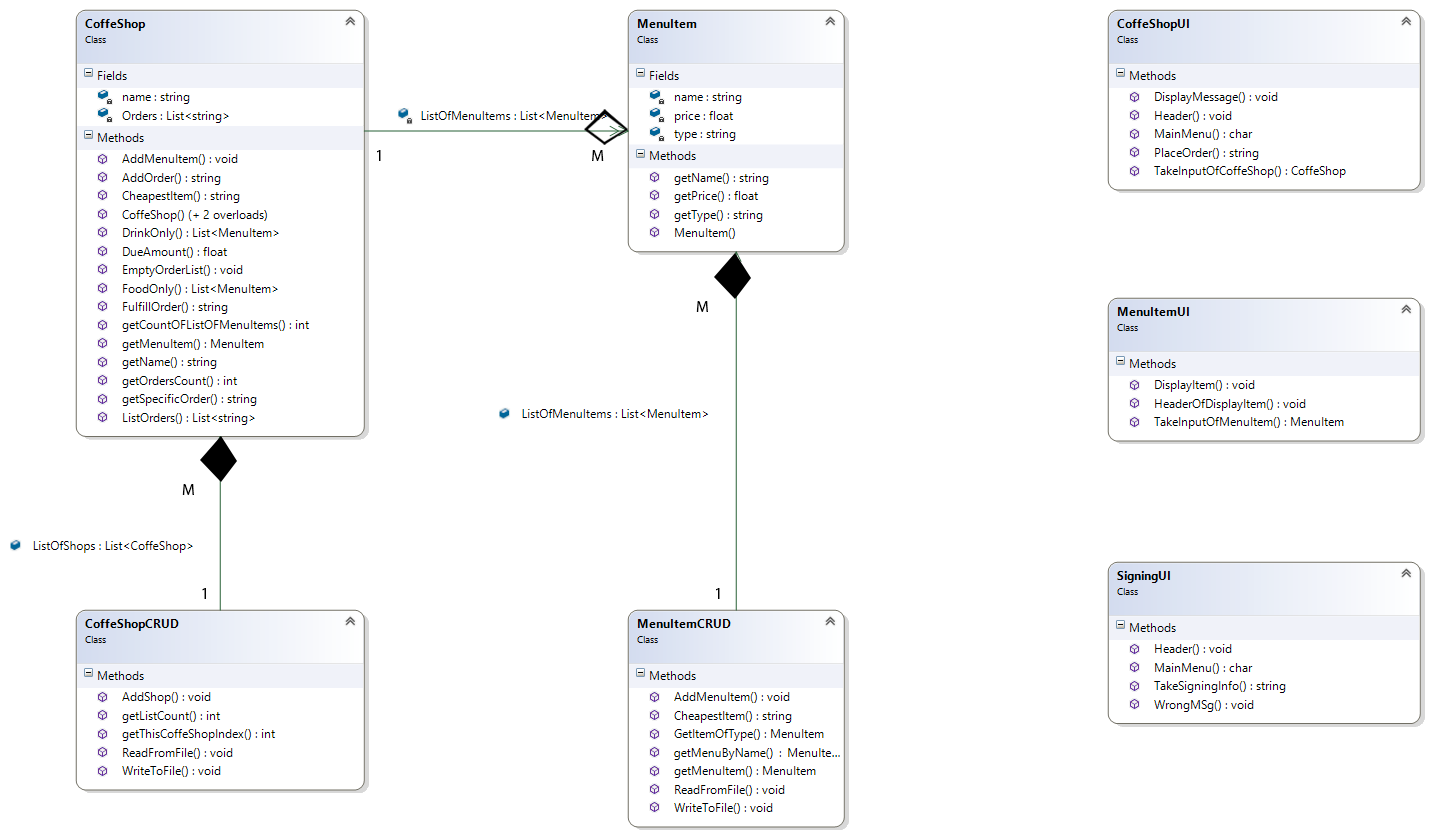 CoffeShop
Class
Fields
name : string
Orders : List<string>
Methods
AddMenuItem() : void
AddOrder() : string
CheapestItem() : string
CoffeShop() (+ 2 overloads)
DrinkOnly() : List<MenuItem>
DueAmount() : float
EmptyOrderList() : void
FoodOnly() : List<MenuItem>
FulfillOrder() : string
getCountOFListOFMenuItems() : int
getMenuItem() : MenuItem
getName() : string
getOrdersCount() : int
getSpecificOrder() : string
ListOrders() : List<string>
ListOfMenuItems : List<MenuItem>
1
M
MenuItem
Class
Fields
name : string
price : float
type : string
Methods
getName() : string
getPrice() : float
getType() : string
MenuItem()
CoffeShopUI
Class
Methods
DisplayMessage() : void
Header() : void
MainMenu() : char
PlaceOrder() : string
TakeInputOfCoffeShop() : CoffeShop
M
ListOfMenuItems : List<MenuItem>
1
MenuItemUI
Class
Methods
DisplayItem() : void
HeaderOfDisplayItem() : void
TakeInputOfMenuItem() : MenuItem
M
ListOfShops : List<CoffeShop>
1
CoffeShopCRUD
Class
Methods
AddShop() : void
getListCount() : int
getThisCoffeShopIndex() : int
ReadFromFile() : void
WriteToFile() : void
MenuItemCRUD
Class
Methods
AddMenuItem() : void
CheapestItem() : string
GetItemOfType() : MenuItem
getMenuByName() : MenuIte...
getMenuItem() : MenuItem
ReadFromFile() : void
WriteToFile() : void
SigningUI
Class
Methods
Header() : void
MainMenu() : char
TakeSigningInfo() : string
WrongMSg() : void